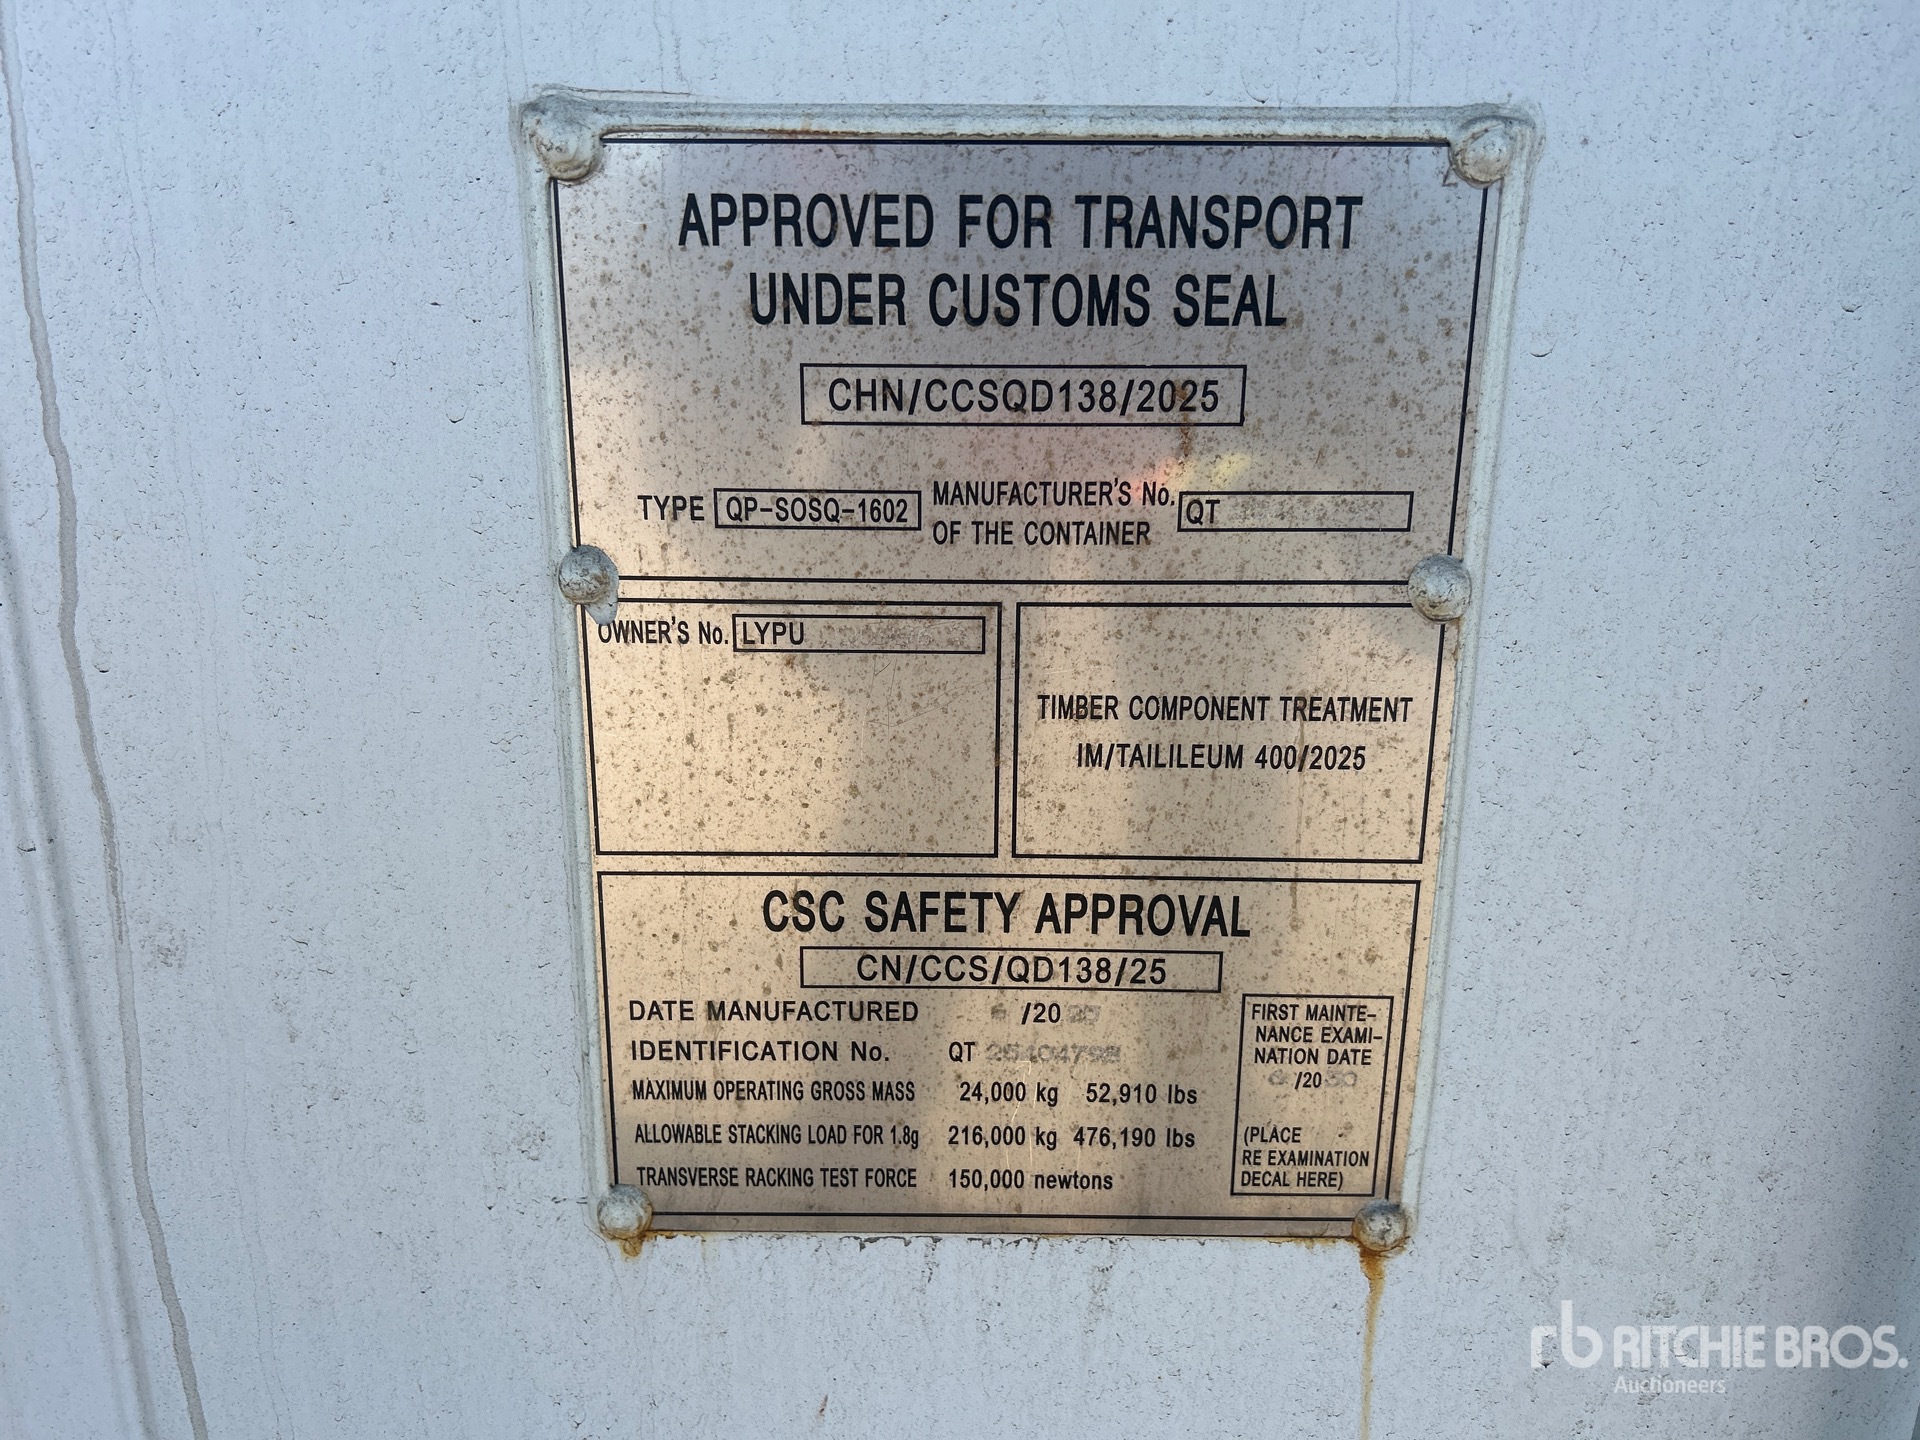 APPROVED FOR TRANSPORT
UNDER CUSTOMS SEAL
CHN/CCSQD138/2025
TYPE QP-SOSQ-1602 MANUFACTURER'S No. OF THE CONTAINER QT
OWNER'S No. LYPU
TIMBER COMPONENT TREATMENT
IM/TAILILEUM 400/2025
CSC SAFETY APPROVAL
CN/CCS/QD138/25
DATE MANUFACTURED /20
IDENTIFICATION No. QT
MAXIMUM OPERATING GROSS MASS 24,000 kg 52,910 lbs
ALLOWABLE STACKING LOAD FOR 1.8g 216,000 kg 476,190 lbs
TRANSVERSE RACKING TEST FORCE 150,000 newtons
FIRST MAINTE-
NANCE EXAMI-
NATION DATE
/20
(PLACE
RE EXAMINATION
DECAL HERE)
rb RITCHIE BROS.
Auctioneers